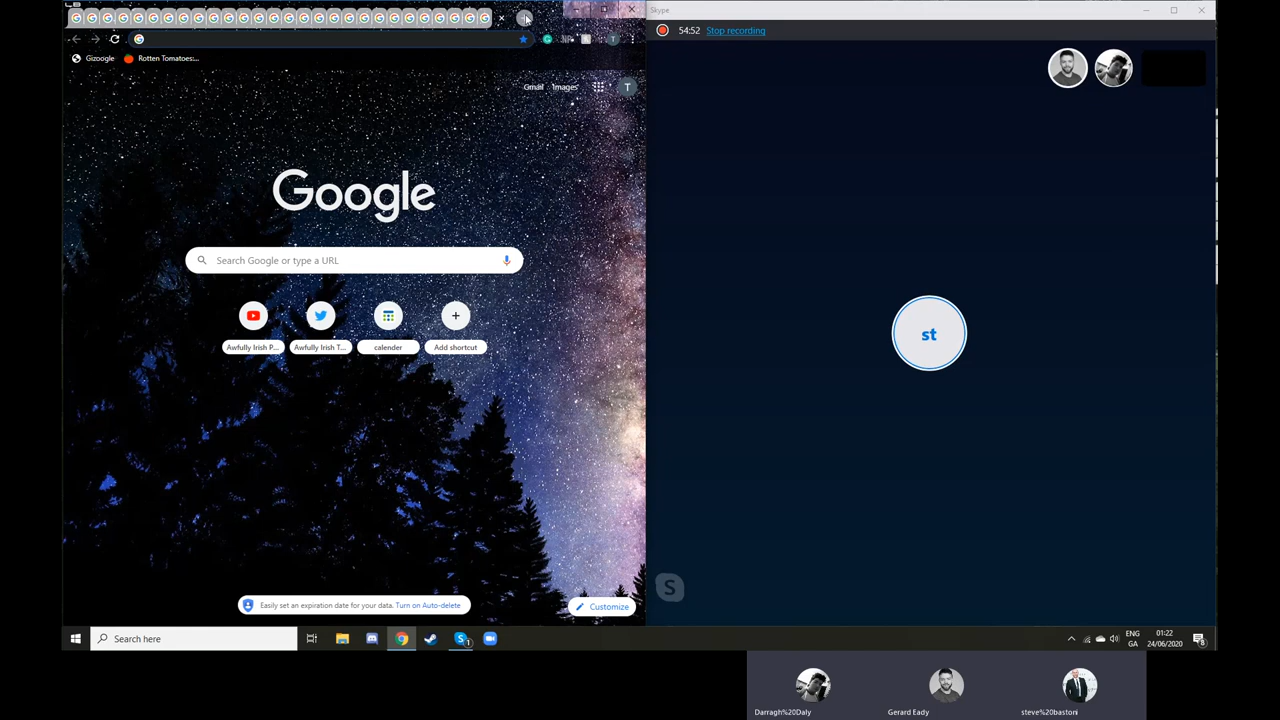 Skype
54:52 Stop recording
Gizoogle Rotten Tomatoes:...
Gmail Images
T
Google
Search Google or type a URL
Awfully Irish P... Awfully Irish T... calender Add shortcut
st
Easily set an expiration date for your data. Turn on Auto-delete
Customize
Search here
ENG
GA
01:22
24/06/2020
Darragh%20Daly Gerard Eady steve%20baston